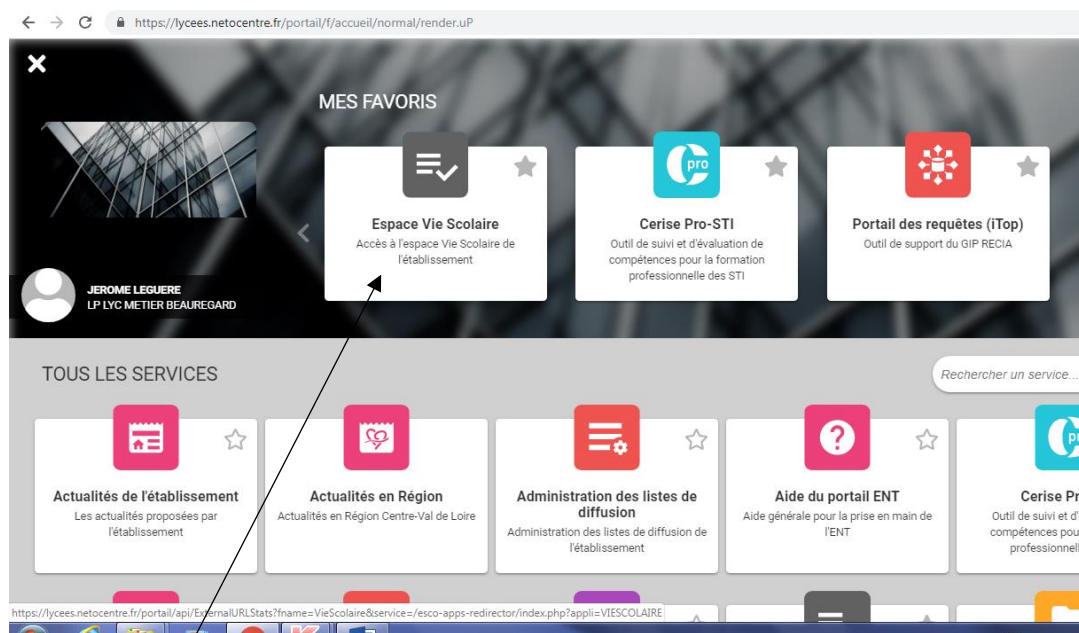 https://lycees.netocentre.fr/portail/f/accueil/normal/render.uP
MES FAVORIS
pro
Espace Vie Scolaire
Accès à l'espace Vie Scolaire de
l'établissement
Cerise Pro-STI
Outil de suivi et d'évaluation de
compétences pour la formation
professionnelle des STI
Portail des requêtes (iTop)
Outil de support du GIP RECIA
JEROME LEGUERE
LP LYC METIER BEAUREGARD
TOUS LES SERVICES
Rechercher un service...
Actualités de l'établissement
Les actualités proposées par
l'établissement
Actualités en Région
Actualités en Région Centre-Val de Loire
Administration des listes de
diffusion
Administration des listes de diffusion de
l'établissement
Aide du portail ENT
Aide générale pour la prise en main de
l'ENT
Cerise Pr
Outil de suivi et d'
compétences pou
professionnell
https://lycees.netocentre.fr/portail/api/ExternalURLStats?fname=VieScolaire&service=/esco-apps-redirector/index.php?appli=VIESCOLAIRE